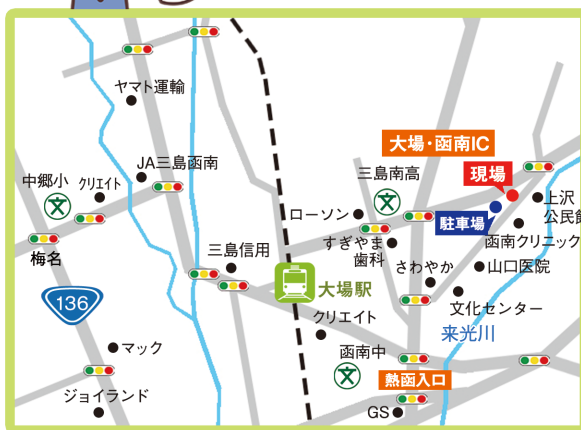 ヤマト運輸
大場・函南IC
JA三島函南
三島南高
現場
中郷小
クリエイト
ローソン
駐車場
上沢
公民館
すぎやま
歯科
函南クリニック
梅名
三島信用
さわやか
山口医院
大場駅
136
文化センター
クリエイト
来光川
マック
函南中
熱函入口
ジョイランド
GS